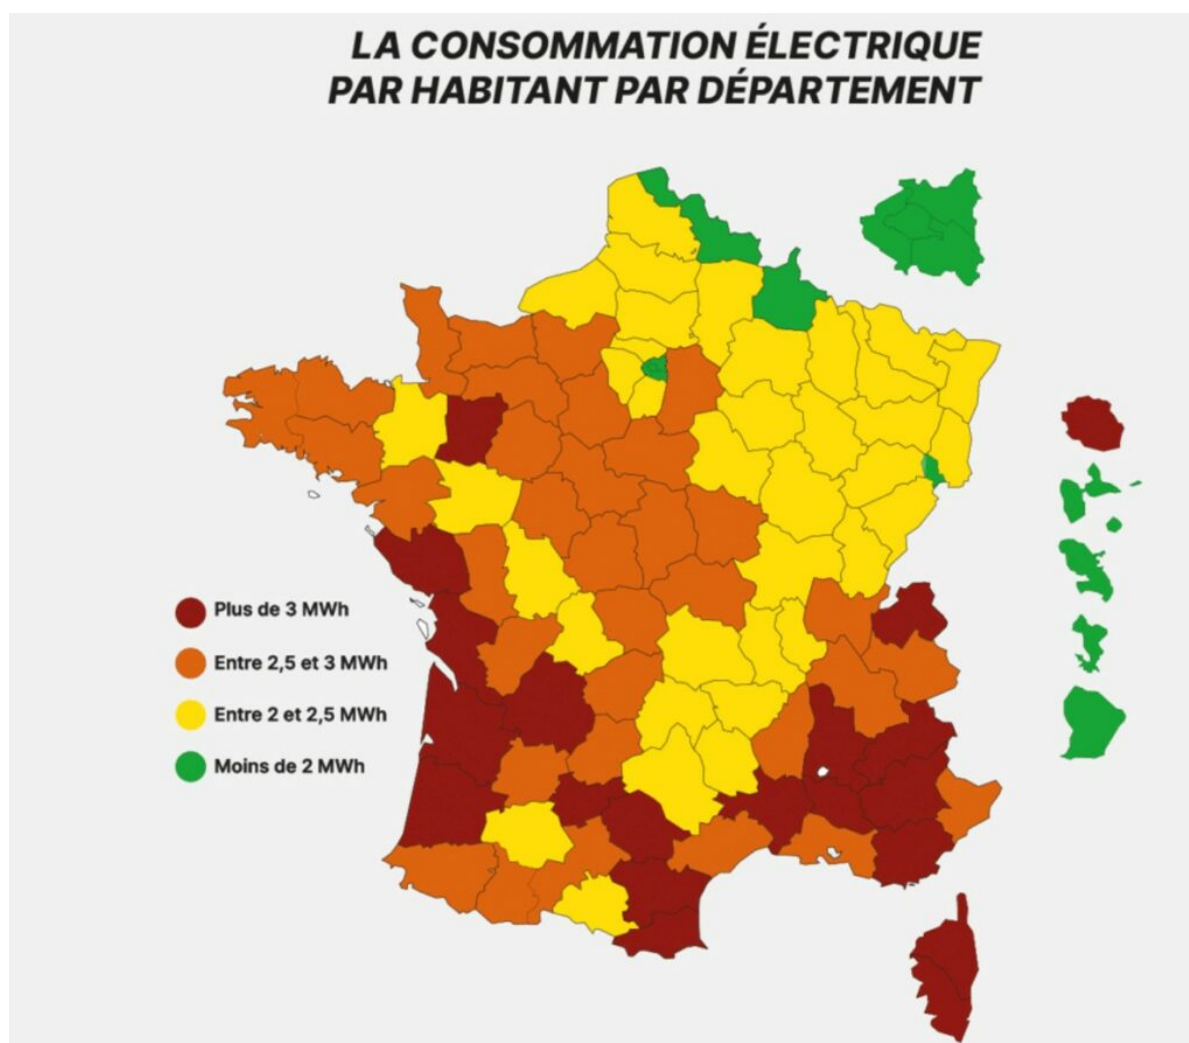 LA CONSOMMATION ÉLECTRIQUE
PAR HABITANT PAR DÉPARTEMENT
Plus de 3 MWh
Entre 2,5 et 3 MWh
Entre 2 et 2,5 MWh
Moins de 2 MWh